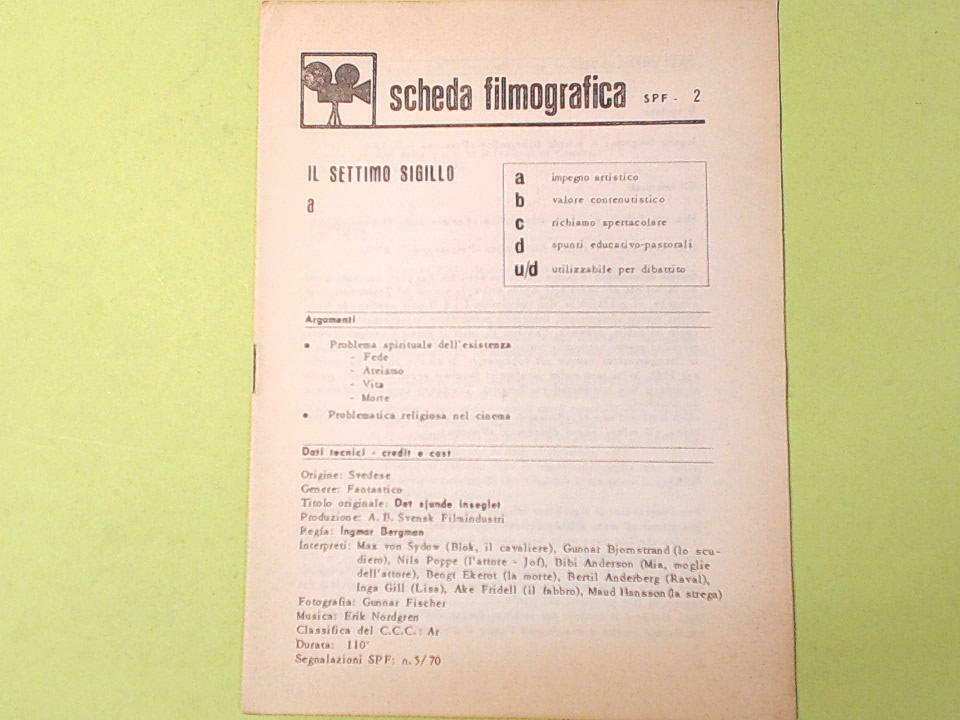 scheda filmografica SPF - 2
IL SETTIMO SIGILLO
a
a impegno artistico
b valore contenutistico
c richiamo spettacolare
d spunti educativo-pastorali
u/d utilizzabile per dibattito
Argomenti
• Problema spirituale dell'esistenza
- Fede
- Ateismo
- Vita
- Morte
• Problematica religiosa nel cinema
Dati tecnici - credit e cast
Origine: Svedese
Genere: Fantastico
Titolo originale: Det sjunde inseglet
Produzione: A.B. Svensk Filmindustri
Regia: Ingmar Bergman
Interpreti: Max von Sydow (Blok, il cavaliere), Gunnar Bjornstrand (lo scu-
diero), Nils Poppe (l'attore - Jof), Bibi Anderson (Mia, moglie
dell'attore), Bengt Ekerot (la morte), Bertil Anderberg (Raval),
Inga Gill (Lisa), Ake Fridell (il fabbro), Maud Hansson (la strega)
Fotografia: Gunnar Fischer
Musica: Erik Nordgren
Classifica del C.C.C.: Ar
Durata: 110'
Segnalazioni SPF: n. 5/70